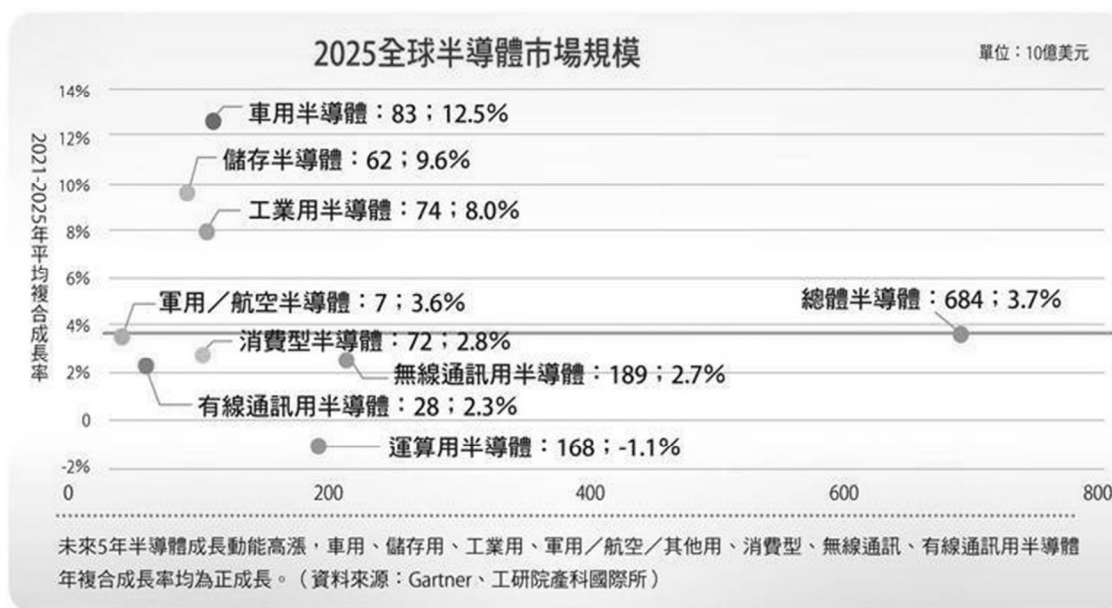 2025全球半導體市場規模
單位：10億美元
2021-2025年平均複合成長率
14%
12%
10%
8%
6%
4%
2%
0
-2%
車用半導體：83；12.5%
儲存半導體：62；9.6%
工業用半導體：74；8.0%
軍用／航空半導體：7；3.6%
總體半導體：684；3.7%
消費型半導體：72；2.8%
無線通訊用半導體：189；2.7%
有線通訊用半導體：28；2.3%
運算用半導體：168；-1.1%
0
200
400
600
800
未來5年半導體成長動能高漲，車用、儲存用、工業用、軍用／航空／其他用、消費型、無線通訊、有線通訊用半導體
年複合成長率均為正成長。（資料來源：Gartner、工研院產科國際所）